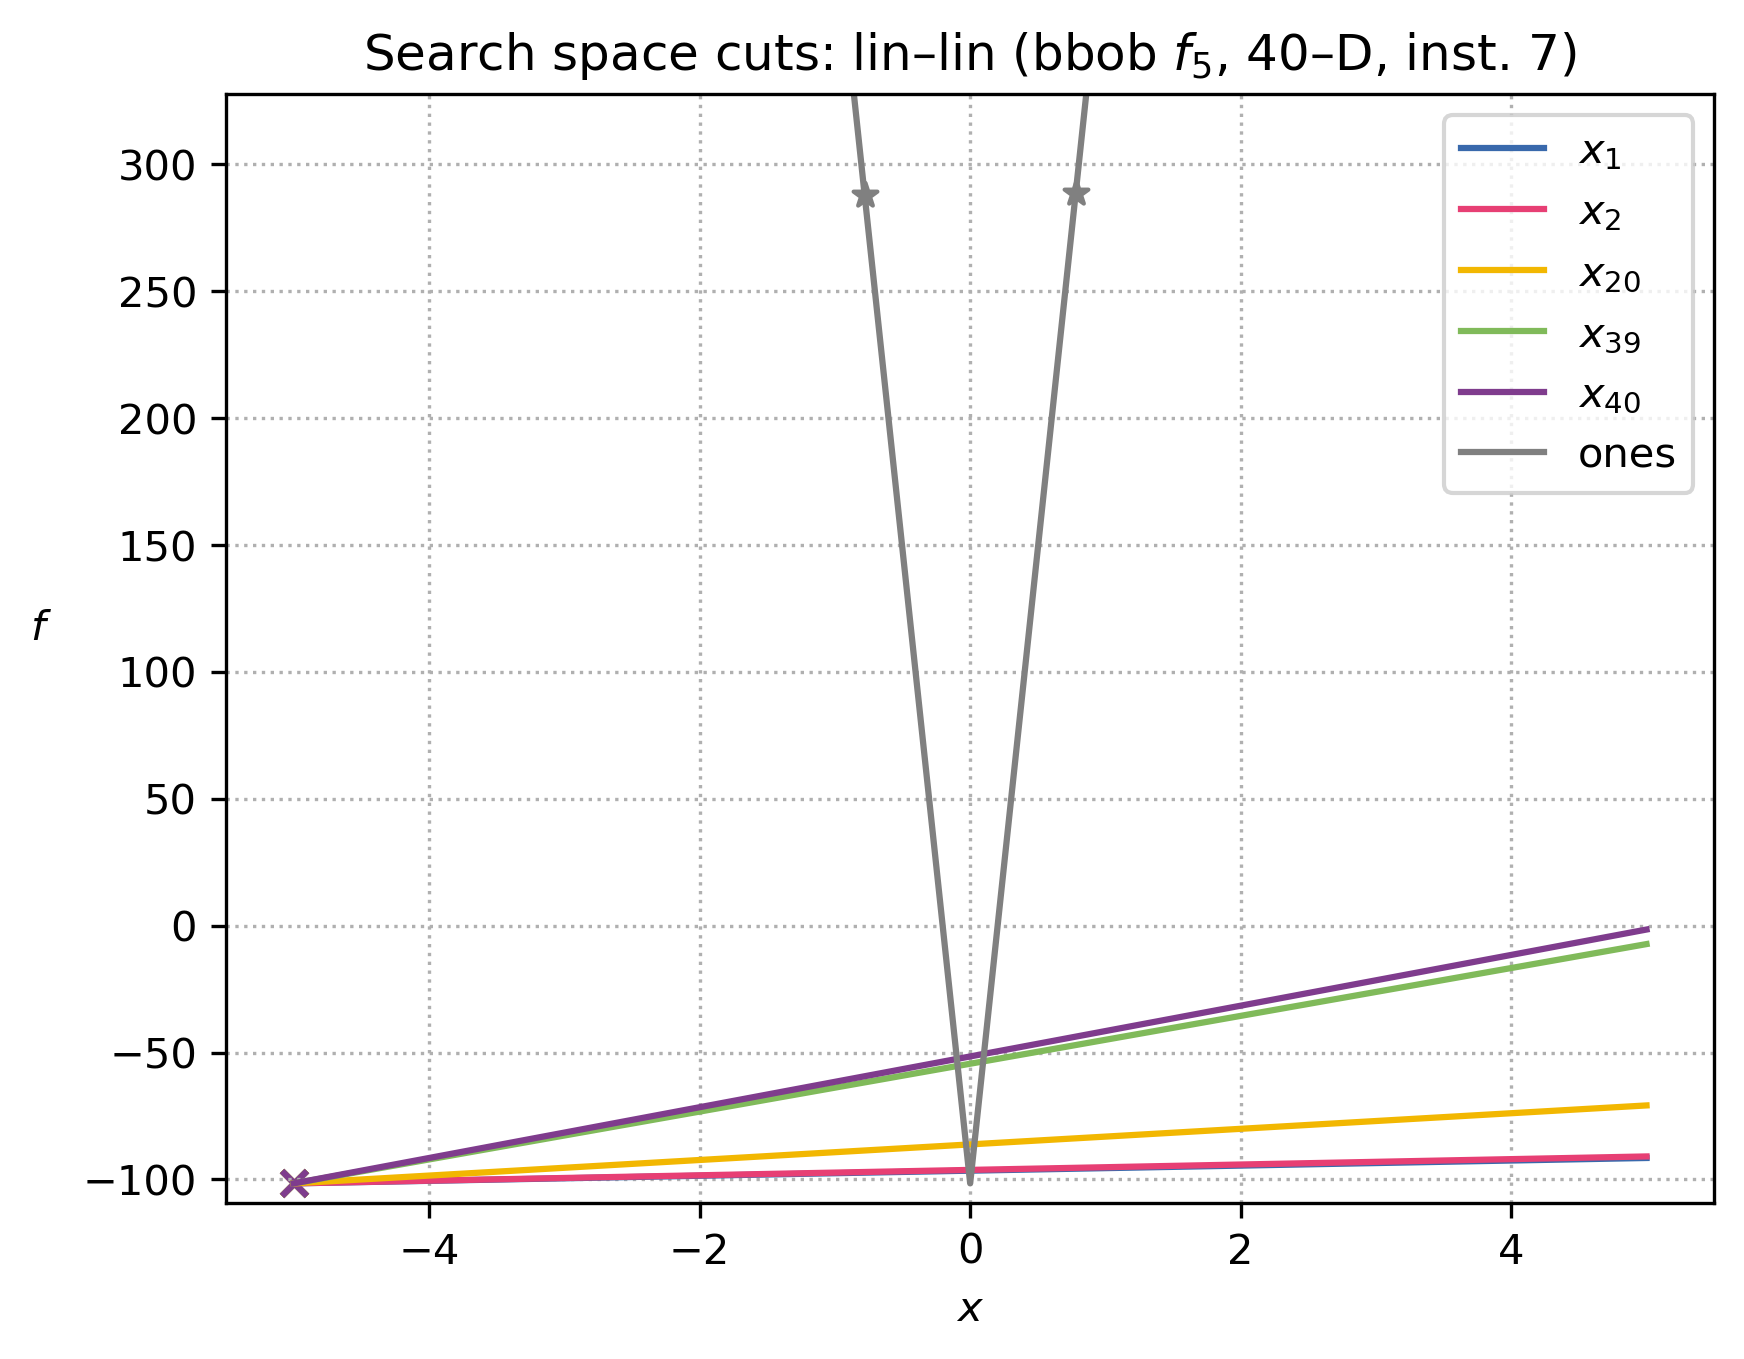 Search space cuts: lin–lin (bbob f₅, 40–D, inst. 7)
x₁
x₂
x₂₀
x₃₉
x₄₀
ones
300
250
200
150
100
50
0
−50
−100
f
−4 −2 0 2 4
x